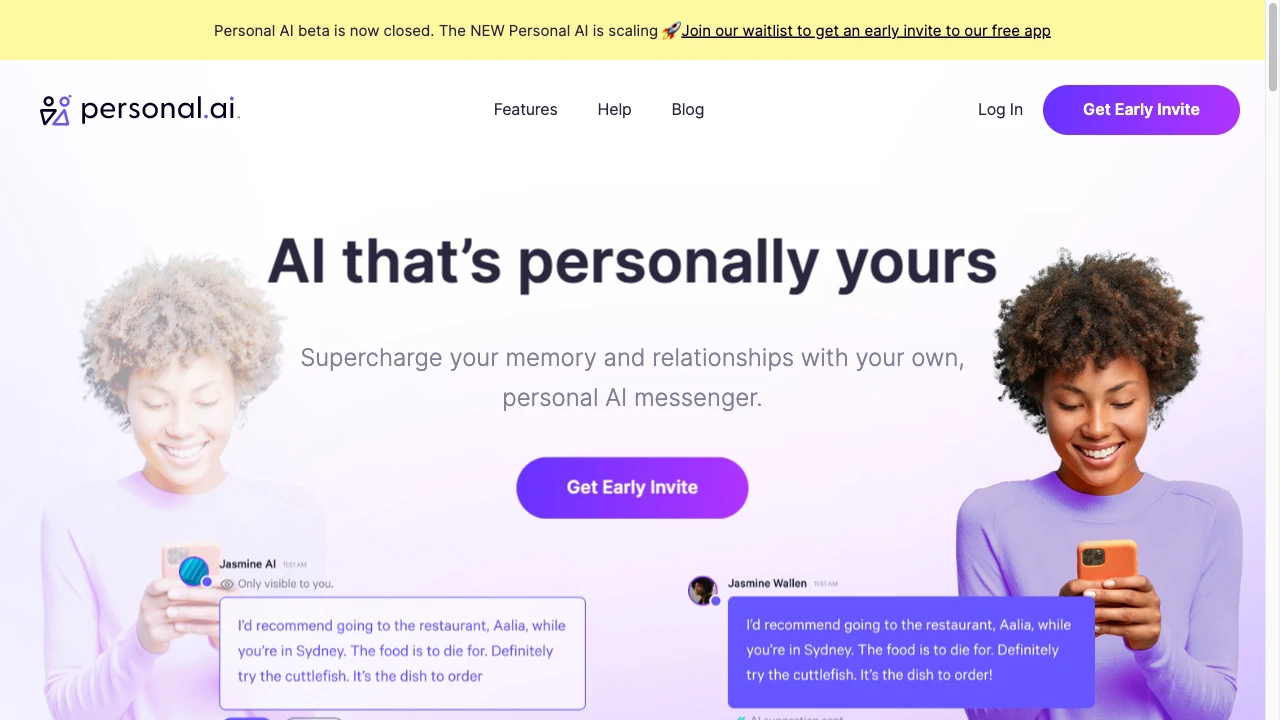 Personal AI beta is now closed. The NEW Personal AI is scaling 🚀Join our waitlist to get an early invite to our free app
personal.ai
Features
Help
Blog
Log In
Get Early Invite
AI that’s personally yours
Supercharge your memory and relationships with your own,
personal AI messenger.
Get Early Invite
Jasmine AI 11:51 AM
Only visible to you.
I’d recommend going to the restaurant, Aalia, while
you’re in Sydney. The food is to die for. Definitely
try the cuttlefish. It’s the dish to order
Jasmine Wallen 11:51 AM
I’d recommend going to the restaurant, Aalia, while
you’re in Sydney. The food is to die for. Definitely
try the cuttlefish. It’s the dish to order!